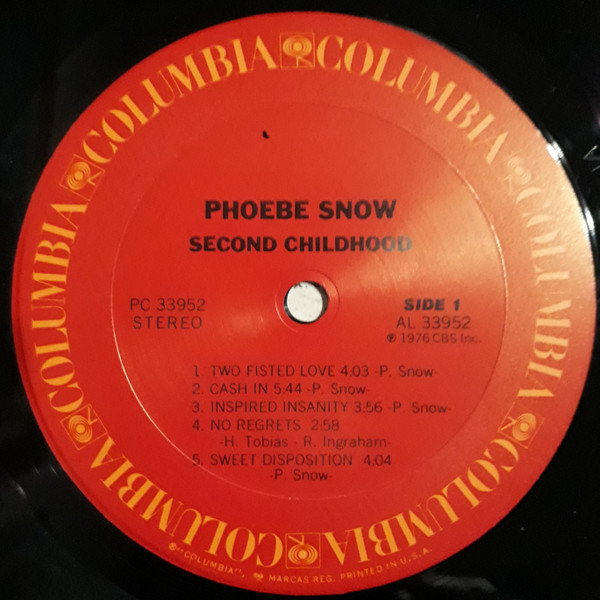 COLUMBIA COLUMBIA COLUMBIA COLUMBIA COLUMBIA COLUMBIA
PHOEBE SNOW
SECOND CHILDHOOD
PC 33952
STEREO
SIDE 1
AL 33952
℗ 1976 CBS Inc.
1. TWO FISTED LOVE 4:03 -P. Snow-
2. CASH IN 5:44 -P. Snow-
3. INSPIRED INSANITY 3:56 -P. Snow-
4. NO REGRETS 2:58
-H. Tobias - R. Ingraham-
5. SWEET DISPOSITION 4:04
-P. Snow-
®"COLUMBIA", MARCAS REG. PRINTED IN U.S.A.